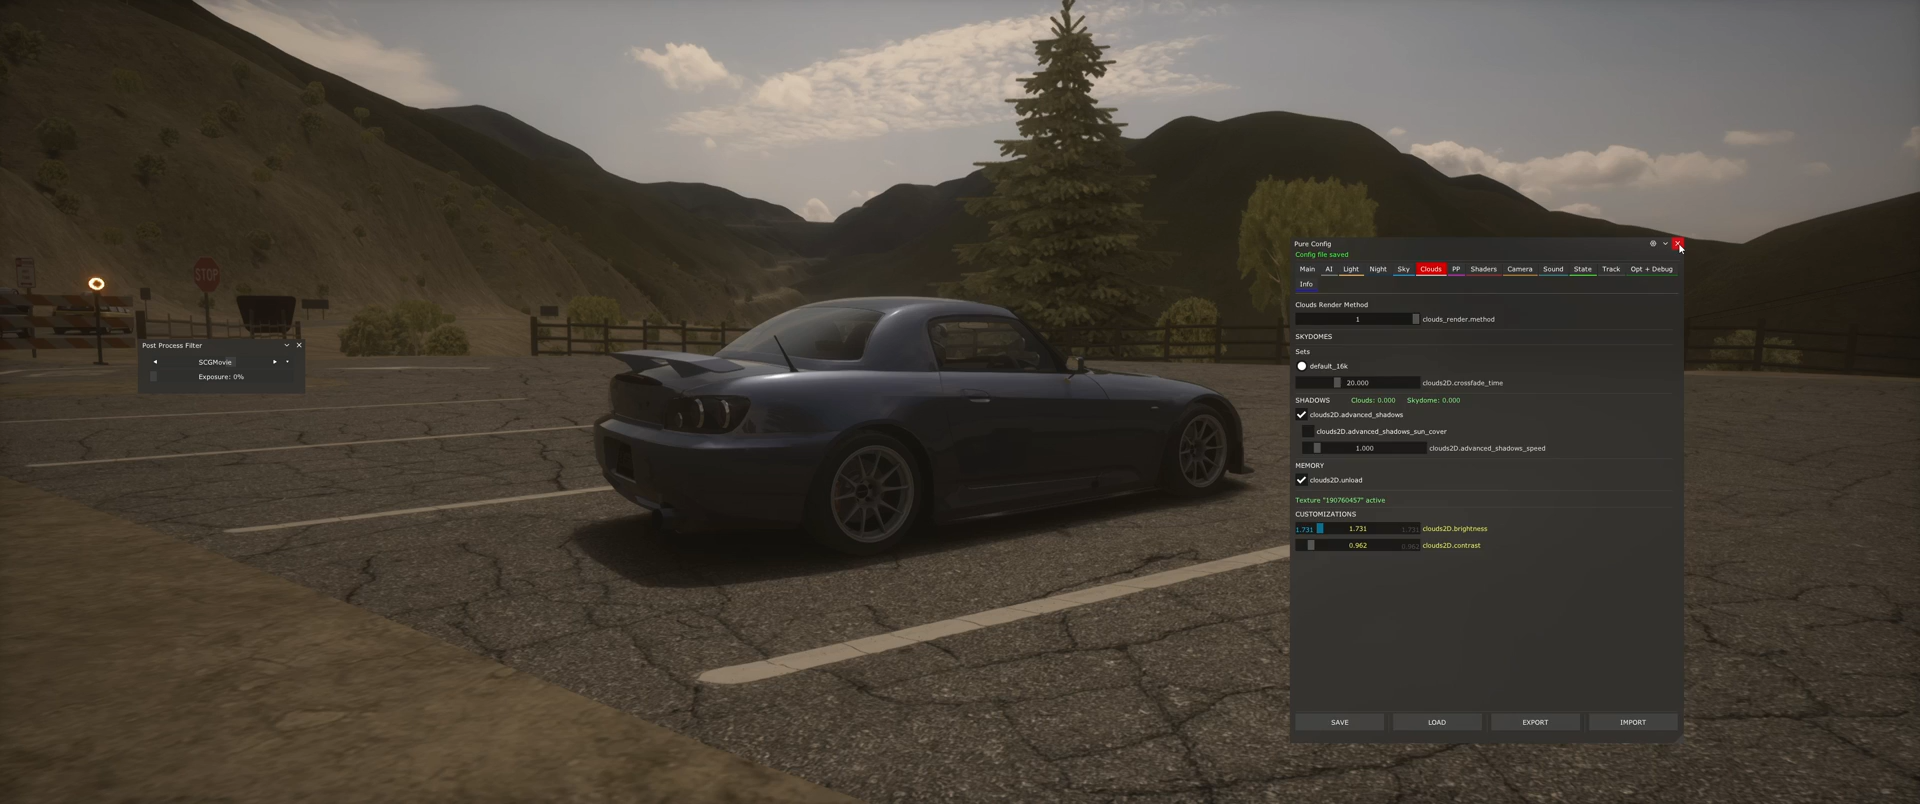 STOP
Post Process Filter
SCGMovie
Exposure: 0%
Pure Config
Config file saved
Main AI Light Night Sky Clouds PP Shaders Camera Sound State Track Opt + Debug
Info
Clouds Render Method
1 clouds_render.method
SKYDOMES
Sets
default_16k
20.000 clouds2D.crossfade_time
SHADOWS Clouds: 0.000 Skydome: 0.000
clouds2D.advanced_shadows
clouds2D.advanced_shadows_sun_cover
1.000 clouds2D.advanced_shadows_speed
MEMORY
clouds2D.unload
Texture "190760457" active
CUSTOMIZATIONS
1.731 1.731 1.731 clouds2D.brightness
0.962 0.962 clouds2D.contrast
SAVE LOAD EXPORT IMPORT